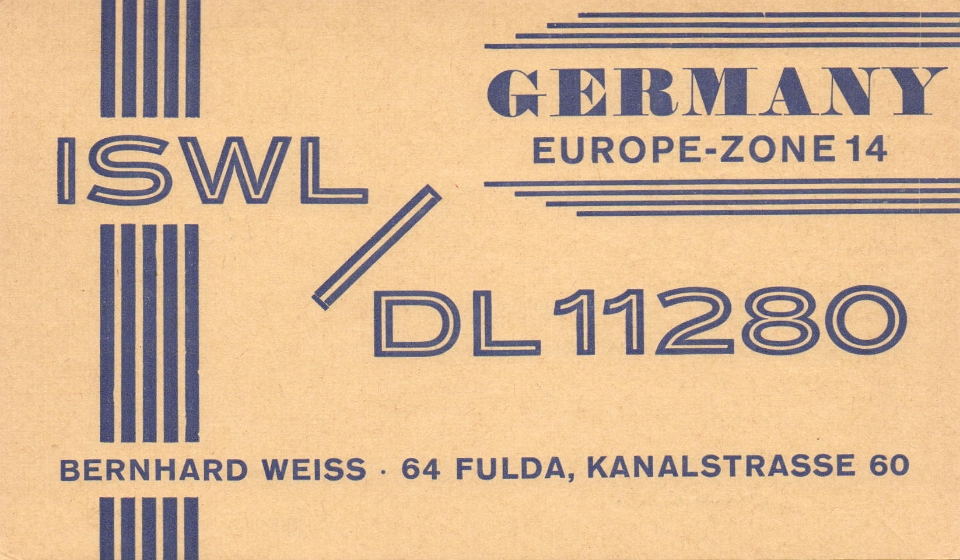 GERMANY
EUROPE-ZONE 14
ISWL
/
DL 11280
BERNHARD WEISS · 64 FULDA, KANALSTRASSE 60